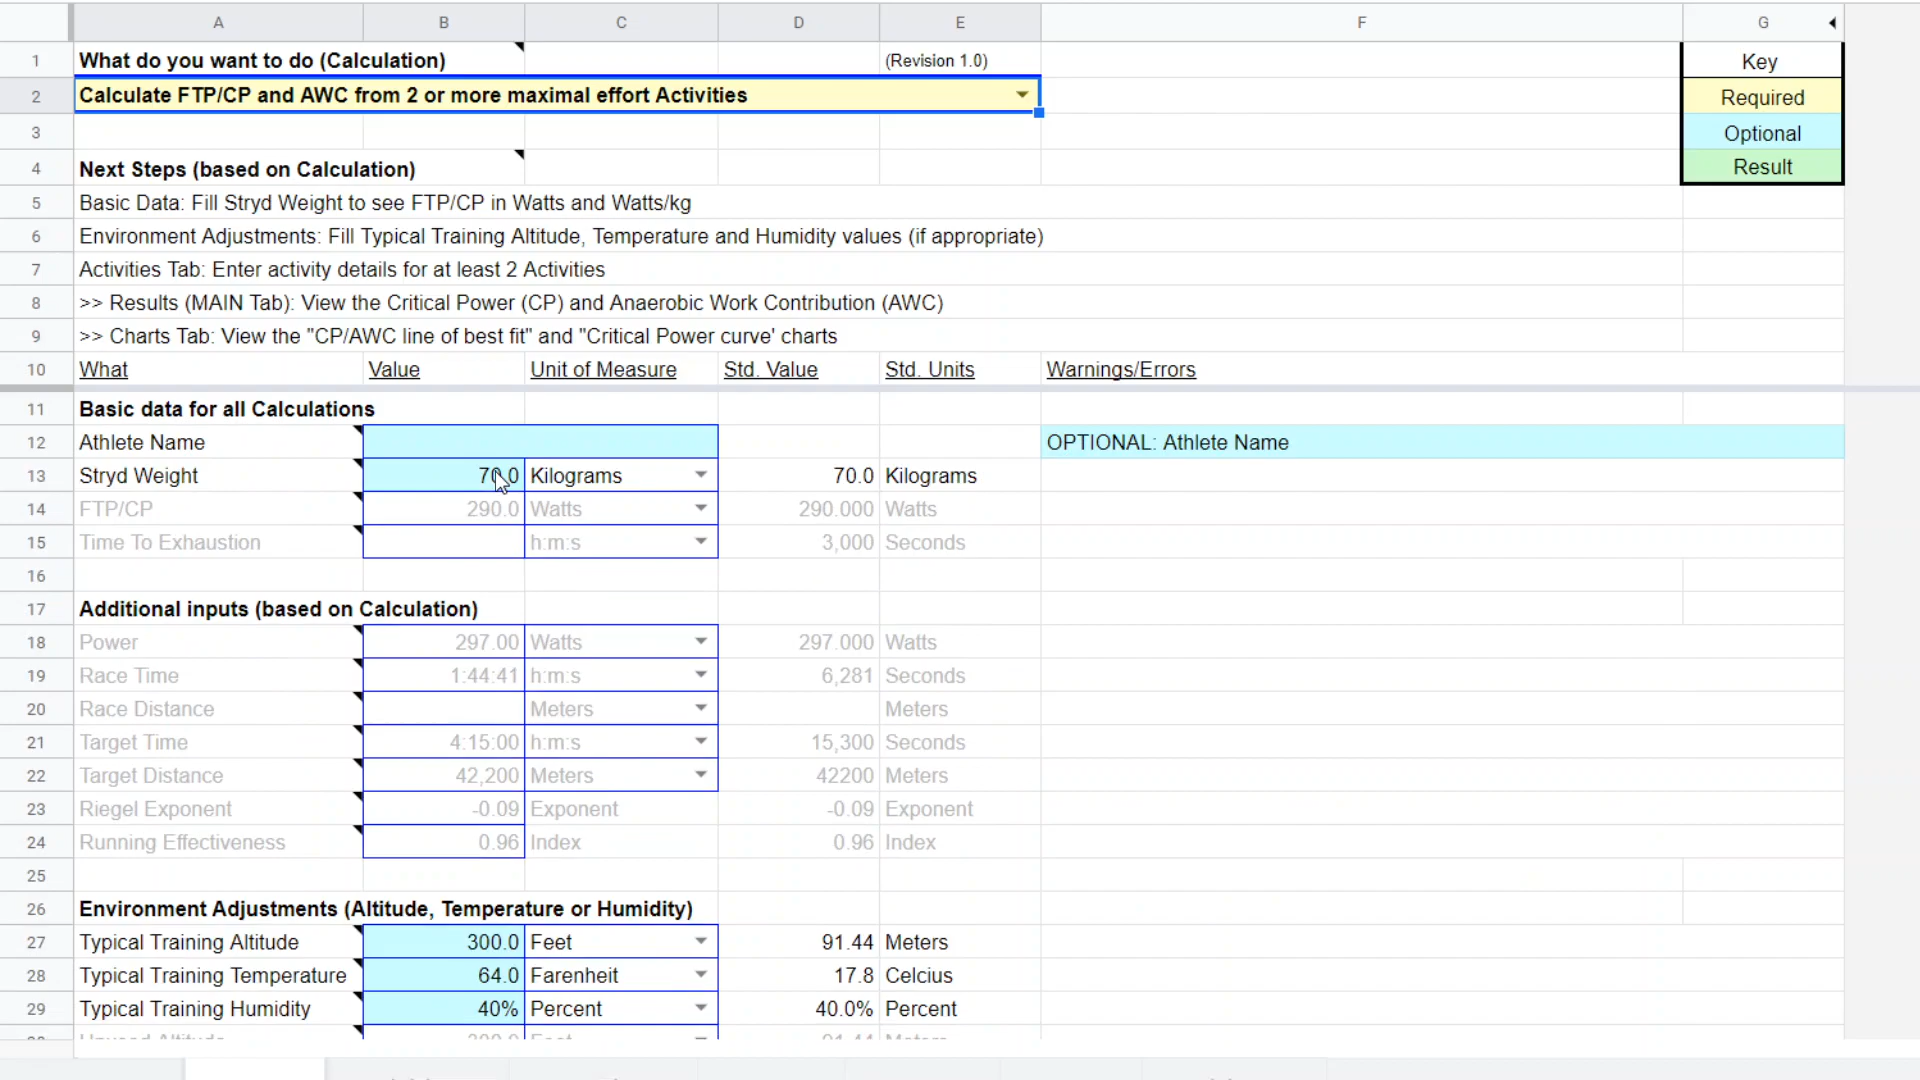 A B C D E F G
1 What do you want to do (Calculation) (Revision 1.0) Key
2 Calculate FTP/CP and AWC from 2 or more maximal effort Activities Required
3 Optional
4 Next Steps (based on Calculation) Result
5 Basic Data: Fill Stryd Weight to see FTP/CP in Watts and Watts/kg
6 Environment Adjustments: Fill Typical Training Altitude, Temperature and Humidity values (if appropriate)
7 Activities Tab: Enter activity details for at least 2 Activities
8 >> Results (MAIN Tab): View the Critical Power (CP) and Anaerobic Work Contribution (AWC)
9 >> Charts Tab: View the "CP/AWC line of best fit" and "Critical Power curve' charts
10 What Value Unit of Measure Std. Value Std. Units Warnings/Errors
11 Basic data for all Calculations
12 Athlete Name OPTIONAL: Athlete Name
13 Stryd Weight 70.0 Kilograms 70.0 Kilograms
14 FTP/CP 290.0 Watts 290.000 Watts
15 Time To Exhaustion h:m:s 3,000 Seconds
16
17 Additional inputs (based on Calculation)
18 Power 297.00 Watts 297.000 Watts
19 Race Time 1:44:41 h:m:s 6,281 Seconds
20 Race Distance Meters Meters
21 Target Time 4:15:00 h:m:s 15,300 Seconds
22 Target Distance 42,200 Meters 42200 Meters
23 Riegel Exponent -0.09 Exponent -0.09 Exponent
24 Running Effectiveness 0.96 Index 0.96 Index
25
26 Environment Adjustments (Altitude, Temperature or Humidity)
27 Typical Training Altitude 300.0 Feet 91.44 Meters
28 Typical Training Temperature 64.0 Farenheit 17.8 Celcius
29 Typical Training Humidity 40% Percent 40.0% Percent